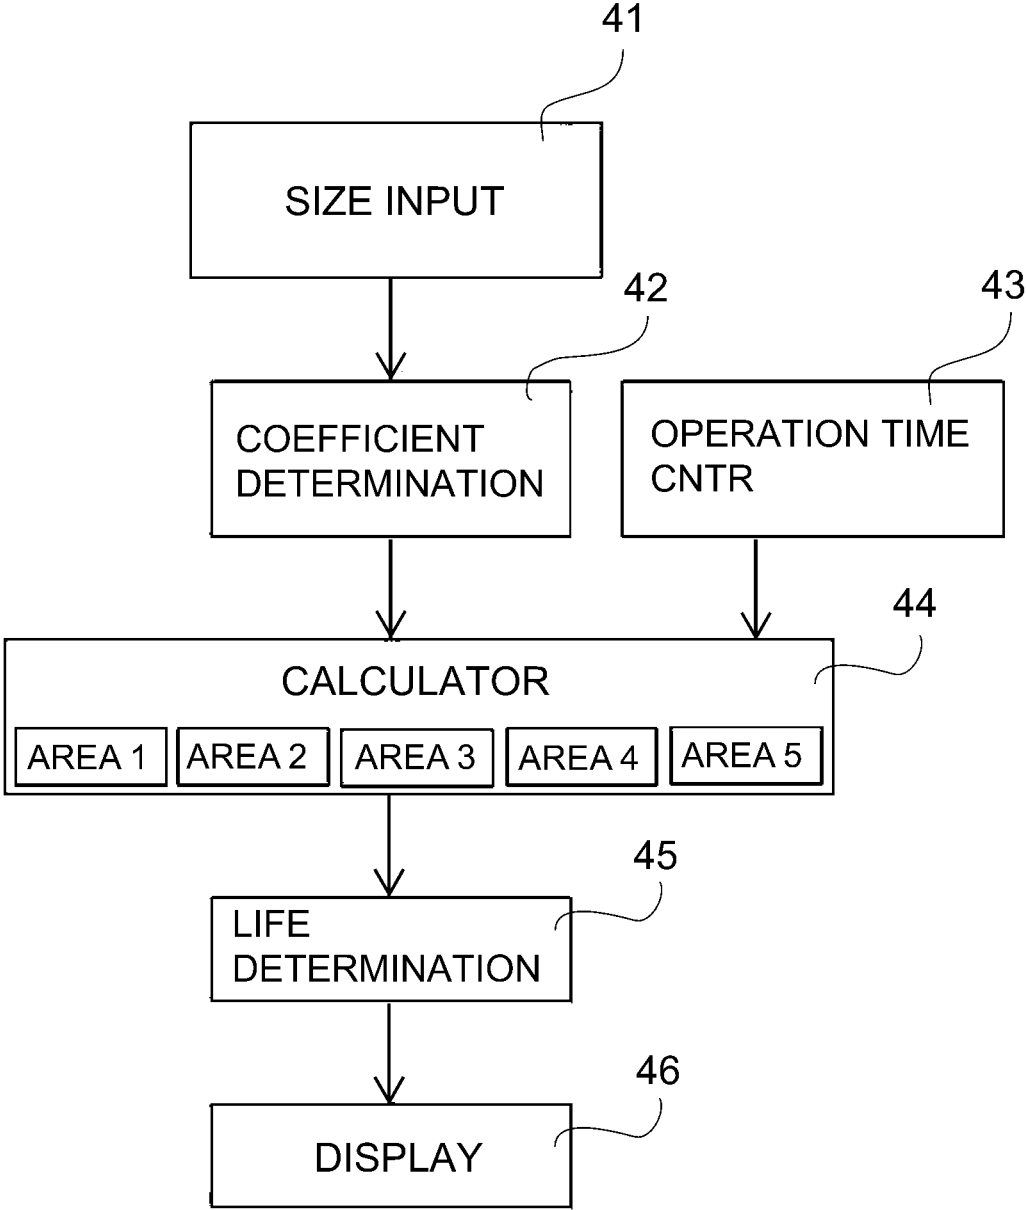 41
SIZE INPUT
42
43
COEFFICIENT
DETERMINATION
OPERATION TIME
CNTR
44
CALCULATOR
AREA 1
AREA 2
AREA 3
AREA 4
AREA 5
45
LIFE
DETERMINATION
46
DISPLAY